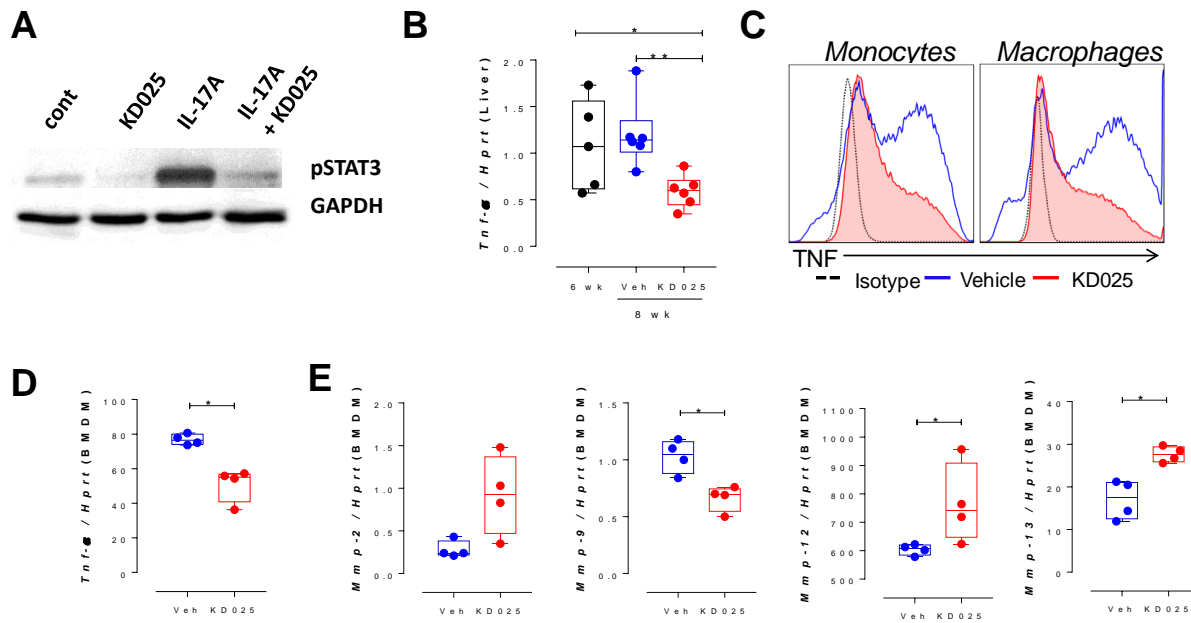 A
cont
KD025
IL-17A
IL-17A
+ KD025
pSTAT3
GAPDH
B
Tnf-α / Hprt (Liver)
2.0
1.5
1.0
0.5
0.0
*
**
6 wk
Veh KD025
8 wk
C
Monocytes
Macrophages
TNF
Isotype
Vehicle
KD025
D
Tnf-α / Hprt (BMDM)
100
80
60
40
20
0
*
Veh KD025
E
Mmp-2 / Hprt (BMDM)
2.0
1.5
1.0
0.5
0.0
Veh KD025
Mmp-9 / Hprt (BMDM)
1.5
1.0
0.5
0.0
*
Veh KD025
Mmp-12 / Hprt (BMDM)
1100
1000
900
800
700
600
500
*
Veh KD025
Mmp-13 / Hprt (BMDM)
40
30
20
10
0
*
Veh KD025